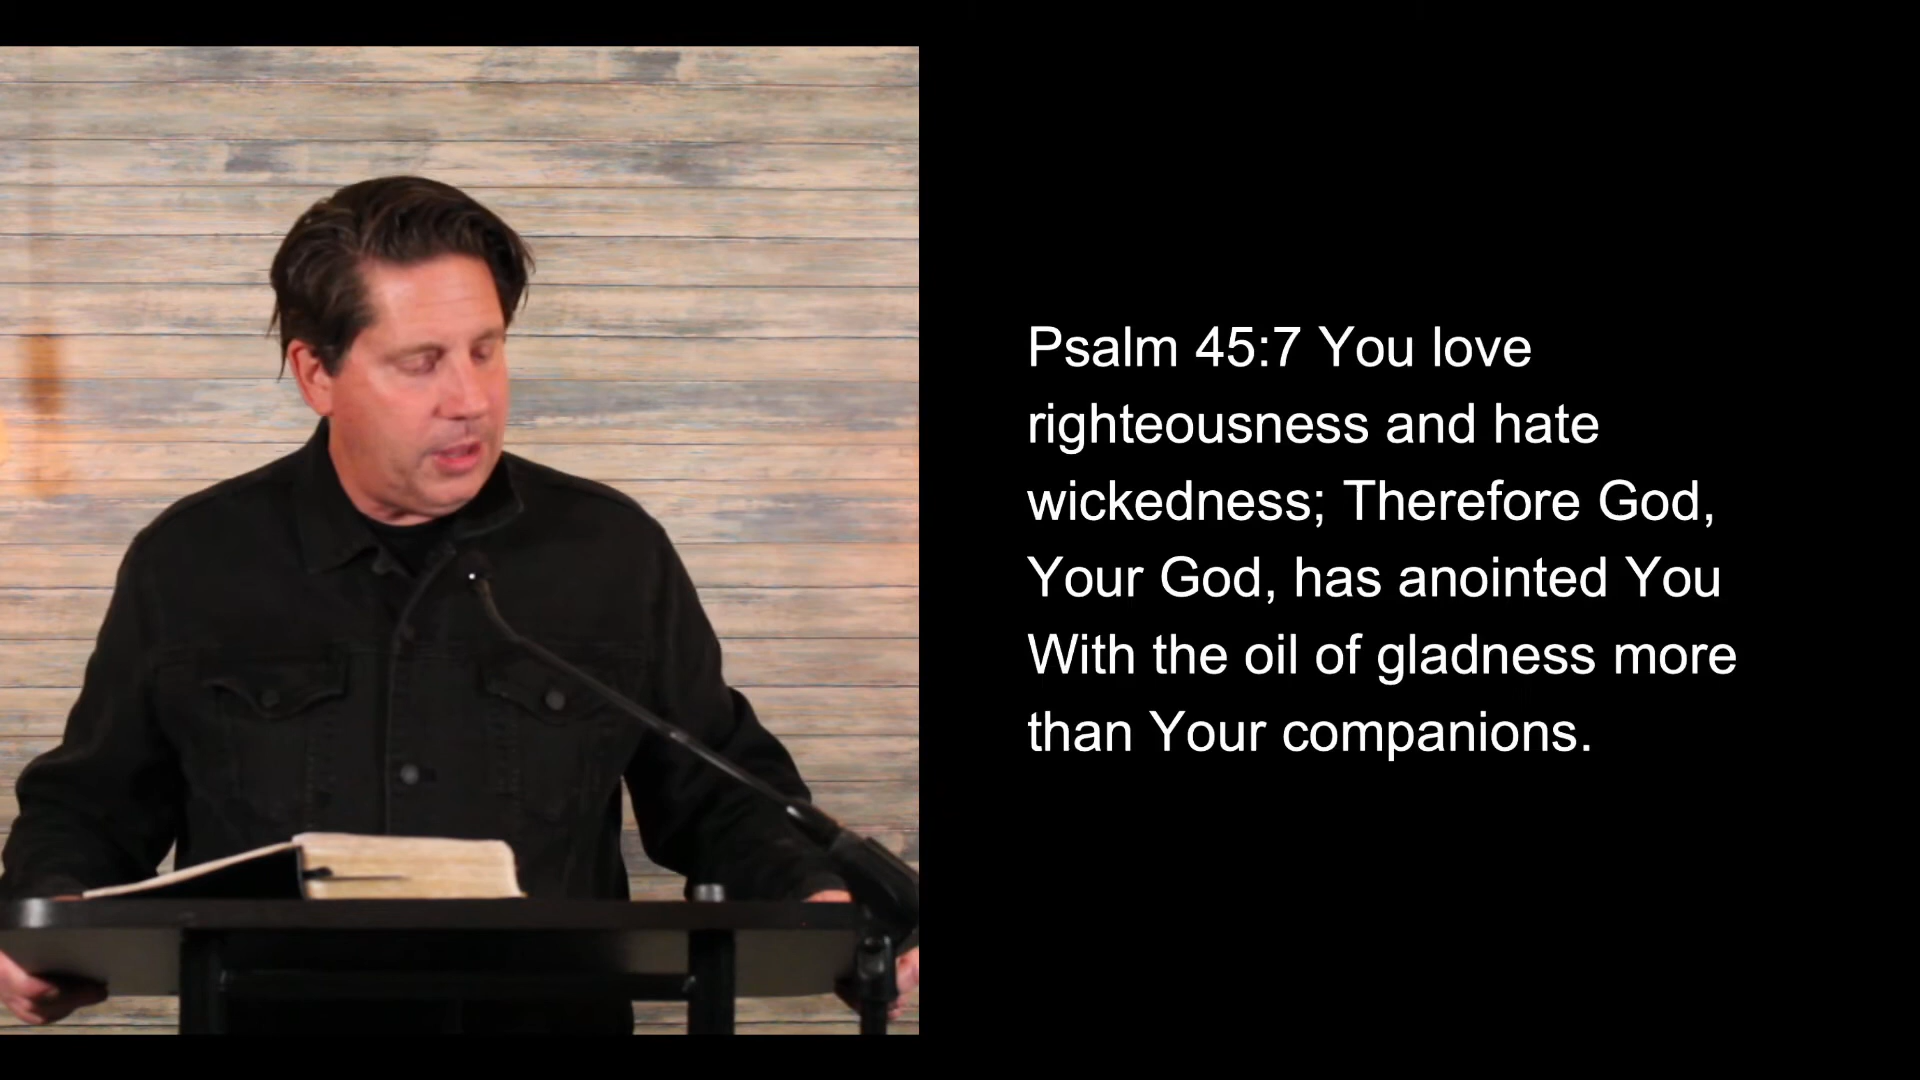 Psalm 45:7 You love
righteousness and hate
wickedness; Therefore God,
Your God, has anointed You
With the oil of gladness more
than Your companions.